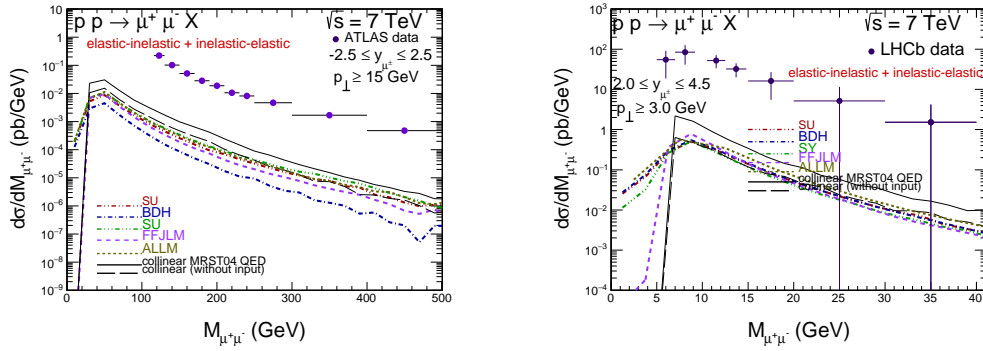 p p → μ⁺ μ⁻ X
√s = 7 TeV
elastic-inelastic + inelastic-elastic
ATLAS data
-2.5 ≤ y_μ± ≤ 2.5
p⊥ ≥ 15 GeV
dσ/dM_μ⁺μ⁻ (pb/GeV)
10
1
10⁻¹
10⁻²
10⁻³
10⁻⁴
10⁻⁵
10⁻⁶
10⁻⁷
10⁻⁸
10⁻⁹
SU
BDH
SU
FFJLM
ALLM
collinear MRST04 QED
collinear (without input)
0 100 200 300 400 500
M_μ⁺μ⁻ (GeV)
p p → μ⁺ μ⁻ X
√s = 7 TeV
LHCb data
elastic-inelastic + inelastic-elastic
2.0 ≤ y_μ± ≤ 4.5
p⊥ ≥ 3.0 GeV
dσ/dM_μ⁺μ⁻ (pb/GeV)
10³
10²
10
1
10⁻¹
10⁻²
10⁻³
10⁻⁴
SU
BDH
SY
FFJLM
ALLM
collinear MRST04 QED
colinear (without input)
0 5 10 15 20 25 30 35 40
M_μ⁺μ⁻ (GeV)